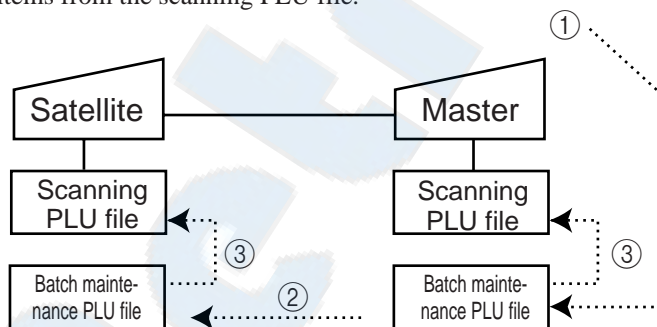 items from the scanning PLU file.
①
Satellite
Master
Scanning
PLU file
Scanning
PLU file
③
③
Batch mainte-
nance PLU file
②
Batch mainte-
nance PLU file